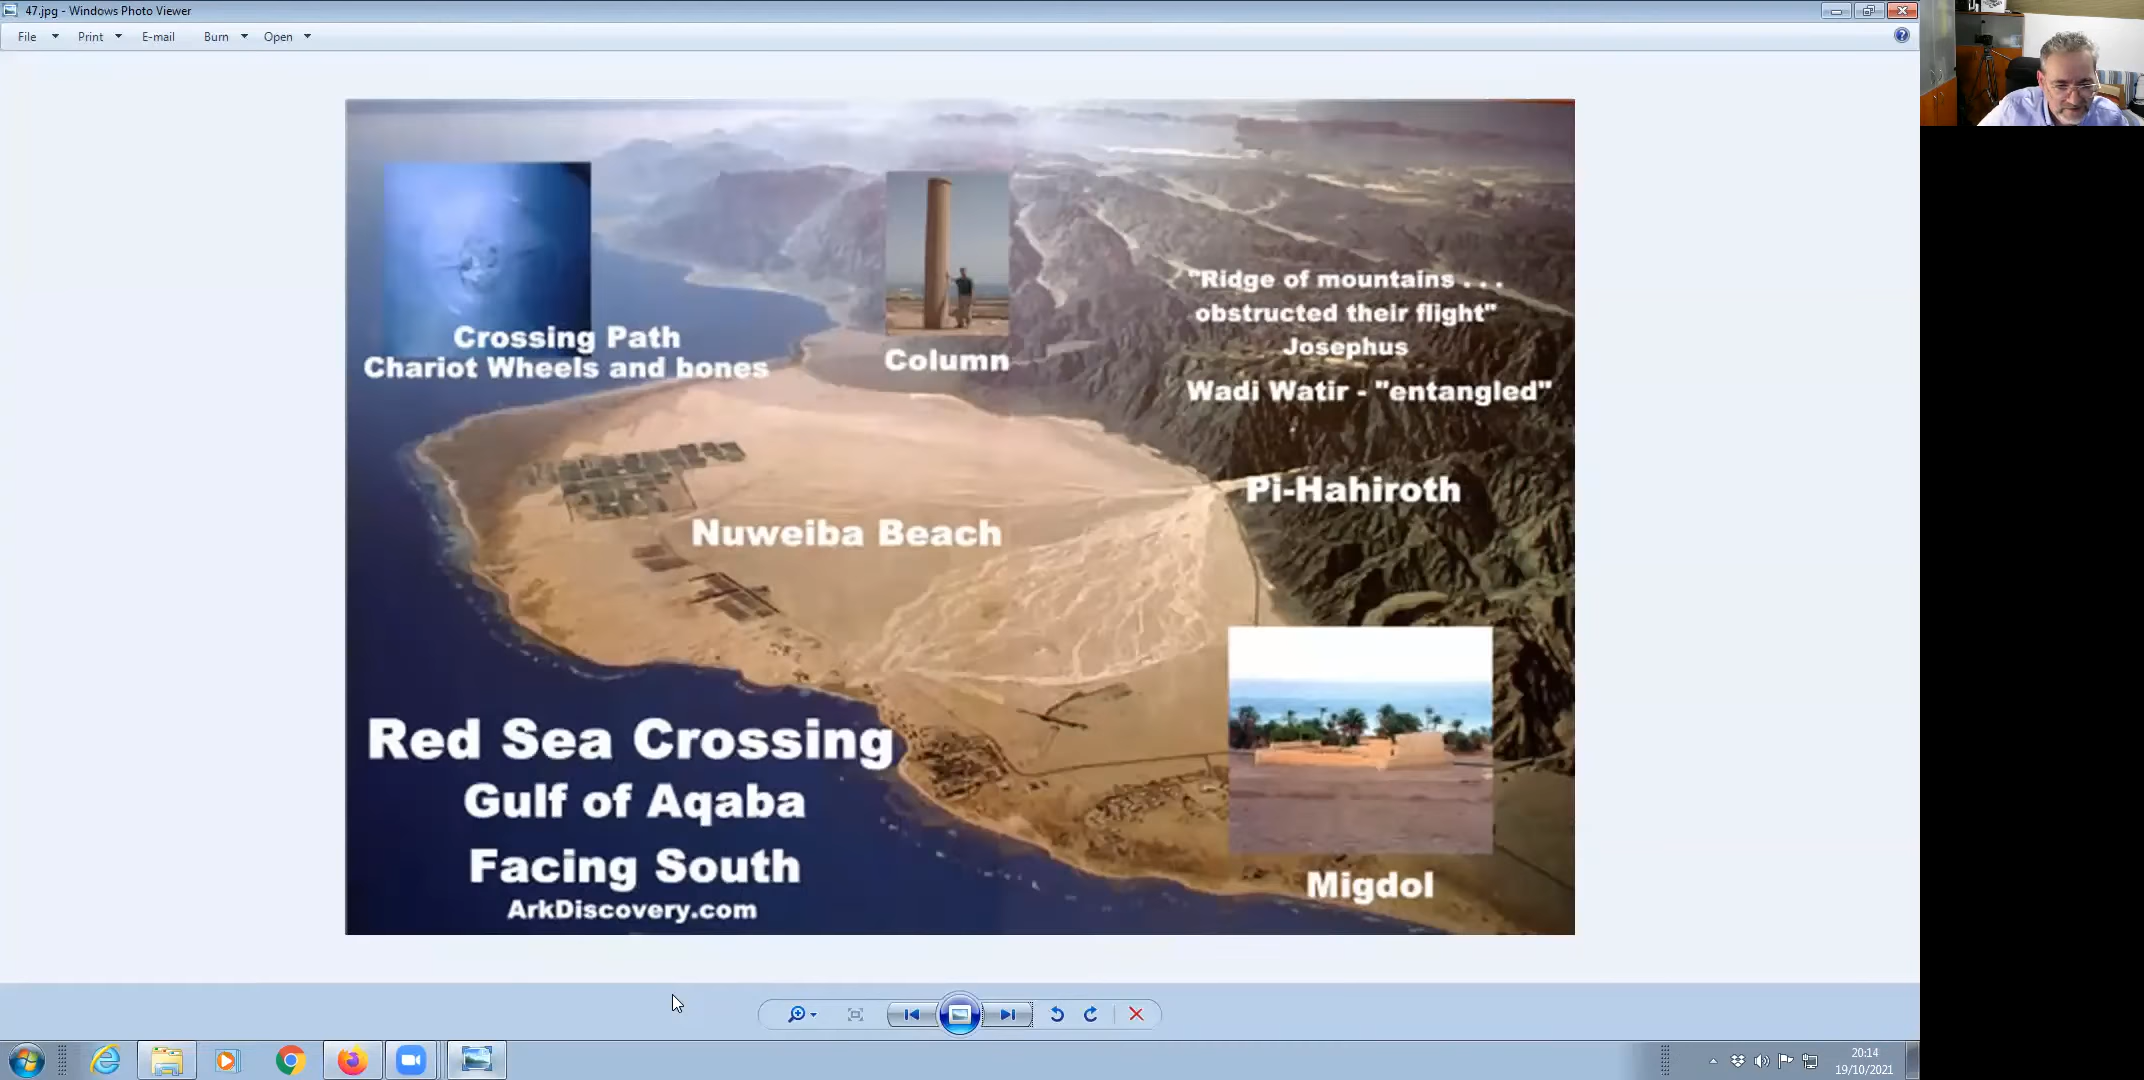 47.jpg - Windows Photo Viewer
File Print E-mail Burn Open
Crossing Path
Chariot Wheels and bones
Column
"Ridge of mountains . . .
obstructed their flight"
Josephus
Wadi Watir - "entangled"
Pi-Hahiroth
Nuweiba Beach
Red Sea Crossing
Gulf of Aqaba
Facing South
ArkDiscovery.com
Migdol
20:14
19/10/2021